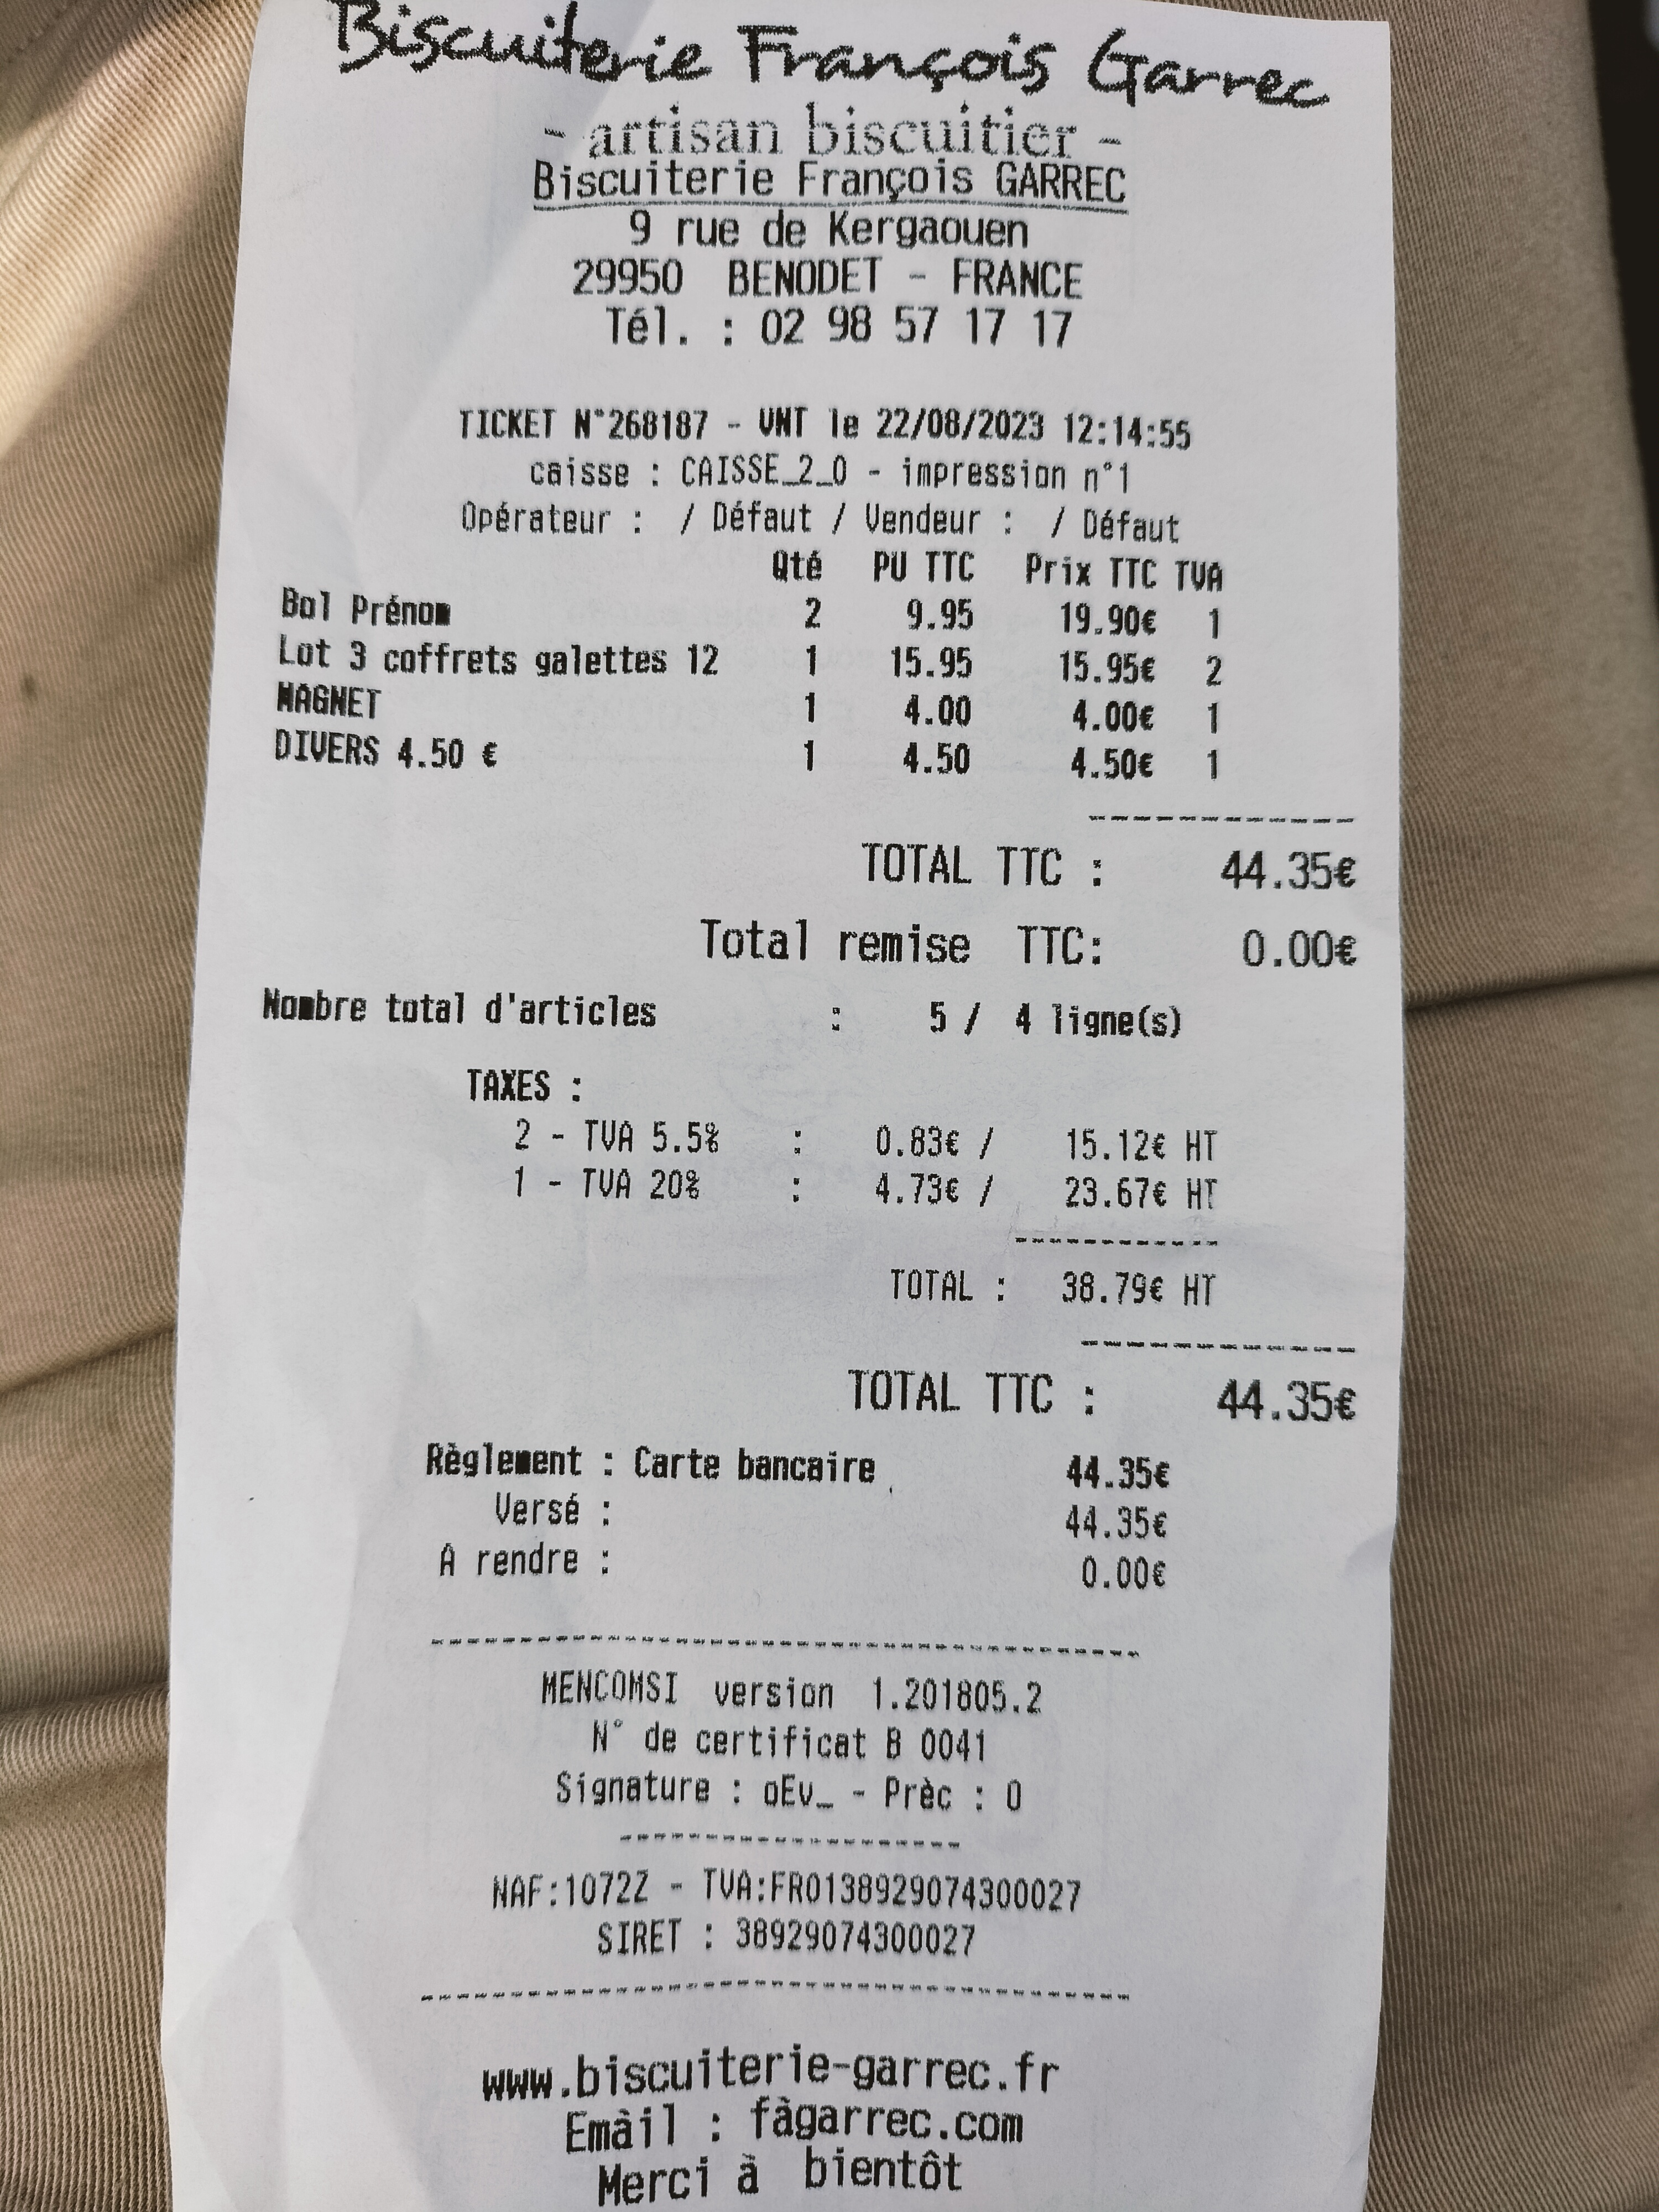 Biscuiterie François Garrec
- artisan biscuitier -
Biscuiterie François GARREC
9 rue de Kergaouen
29950 BENODET - FRANCE
Tél. : 02 98 57 17 17
TICKET N°268187 - VNT le 22/08/2023 12:14:55
caisse : CAISSE_2_0 - impression n°1
Opérateur : / Défaut / Vendeur : / Défaut
Qté PU TTC Prix TTC TVA
Bol Prénom 2 9.95 19.90€ 1
Lot 3 coffrets galettes 12 1 15.95 15.95€ 2
MAGNET 1 4.00 4.00€ 1
DIVERS 4.50 € 1 4.50 4.50€ 1
TOTAL TTC : 44.35€
Total remise TTC: 0.00€
Nombre total d'articles : 5 / 4 ligne(s)
TAXES :
2 - TVA 5.5% : 0.83€ / 15.12€ HT
1 - TVA 20% : 4.73€ / 23.67€ HT
TOTAL : 38.79€ HT
TOTAL TTC : 44.35€
Règlement : Carte bancaire 44.35€
Versé : 44.35€
A rendre : 0.00€
MENCOMSI version 1.201805.2
N° de certificat B 0041
Signature : oEv_ - Prèc : 0
NAF:1072Z - TVA:FR0138929074300027
SIRET : 38929074300027
www.biscuiterie-garrec.fr
Emàil : fàgarrec.com
Merci à bientôt